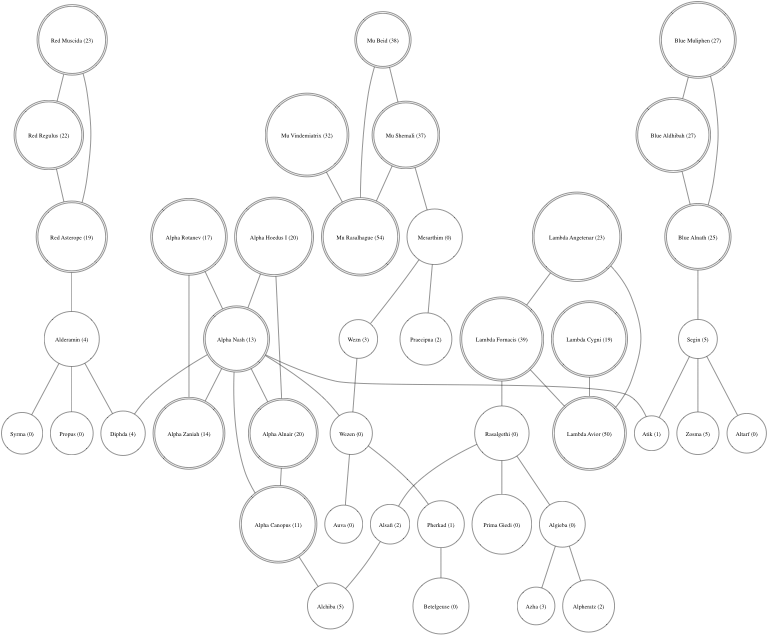 Red Muscida (23)
Mu Beid (38)
Blue Muliphen (27)
Red Regulus (22)
Mu Vindemiatrix (32)
Mu Shemali (37)
Blue Aldhibah (27)
Red Asterope (19)
Alpha Rotanev (17)
Alpha Hoedus I (20)
Mu Rasalhague (54)
Mesarthim (0)
Lambda Angetenar (23)
Blue Alnath (25)
Alderamin (4)
Alpha Nash (13)
Wezn (3)
Praecipua (2)
Lambda Fornacis (39)
Lambda Cygni (19)
Segin (5)
Syrma (0)
Propus (0)
Diphda (4)
Alpha Zaniah (14)
Alpha Alnair (20)
Wezen (0)
Rasalgethi (0)
Lambda Avior (50)
Atik (1)
Zosma (5)
Altarf (0)
Alpha Canopus (11)
Auva (0)
Alsafi (2)
Pherkad (1)
Prima Giedi (0)
Algieba (0)
Alchiba (5)
Betelgeuse (0)
Azha (3)
Alpheratz (2)